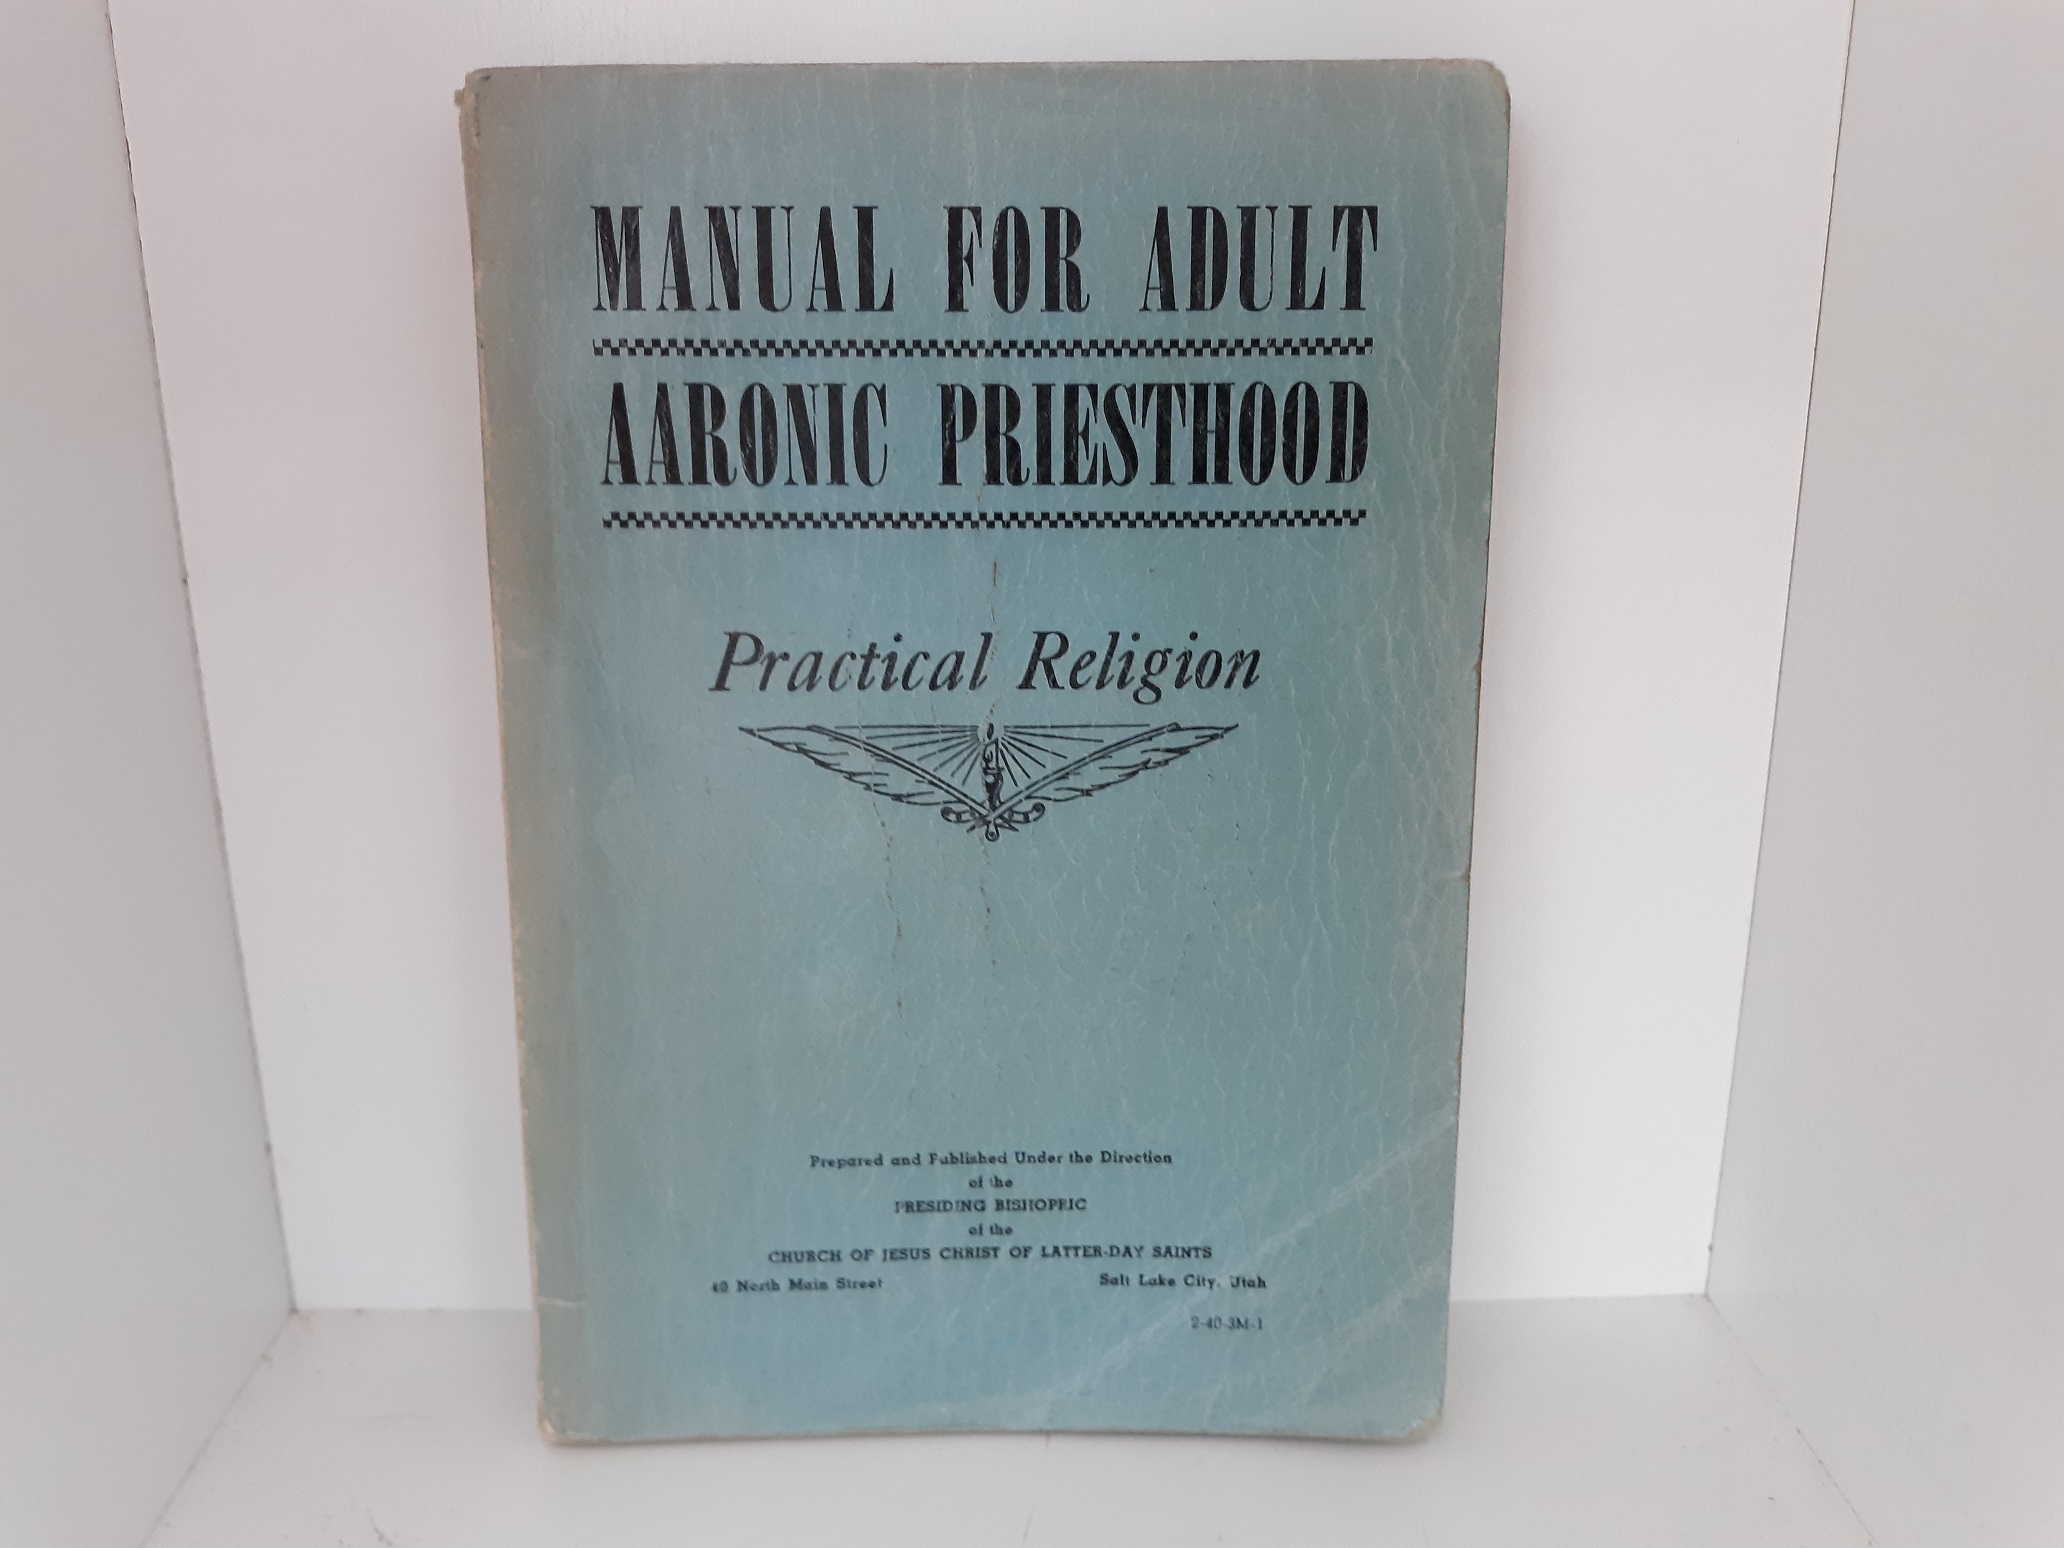 MANUAL FOR ADULT
AARONIC PRIESTHOOD
Practical Religion
Prepared and Published Under the Direction
of the
PRESIDING BISHOPRIC
of the
CHURCH OF JESUS CHRIST OF LATTER-DAY SAINTS
40 North Main Street Salt Lake City, Utah
2-40-3M-1